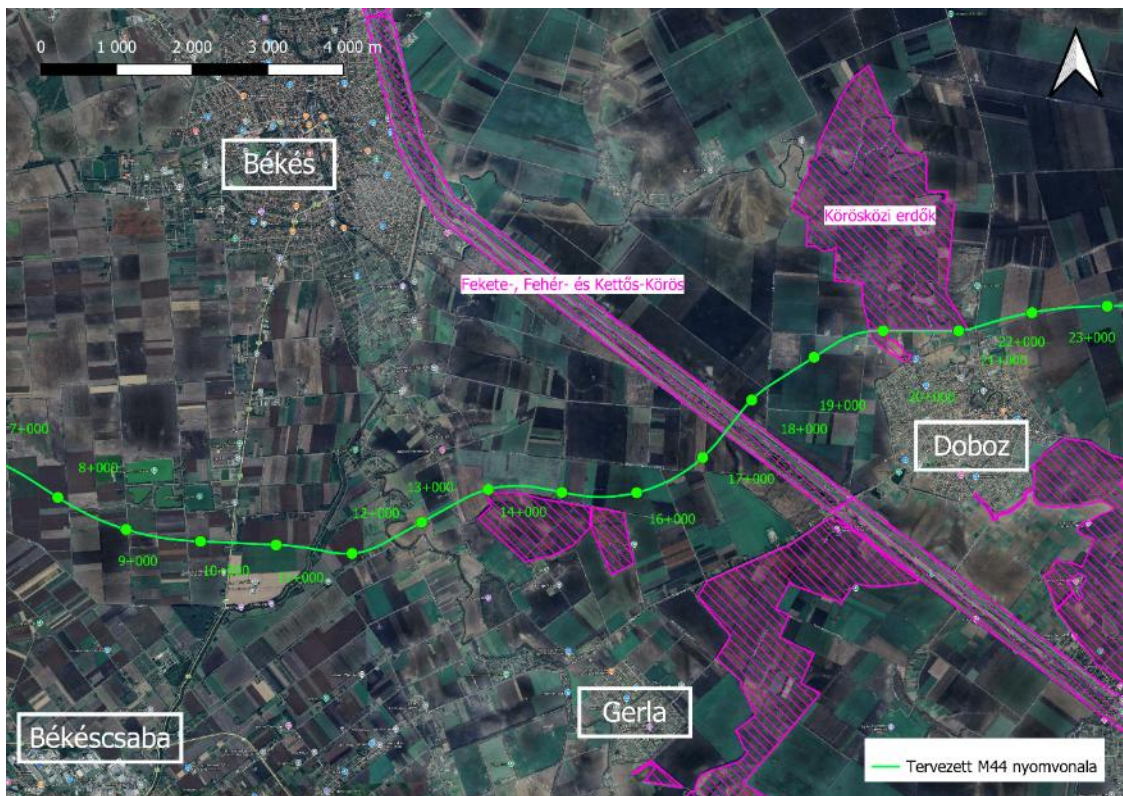 0 1 000 2 000 3 000 4 000 m
Békés
Körösközi erdők
Fekete-, Fehér- és Kettős-Körös
7+000
8+000
9+000
10+000
11+000
12+000
13+000
14+000
16+000
17+000
18+000
19+000
20+000
21+000
22+000
23+000
Doboz
Gerla
Békéscsaba
Tervezett M44 nyomvonala